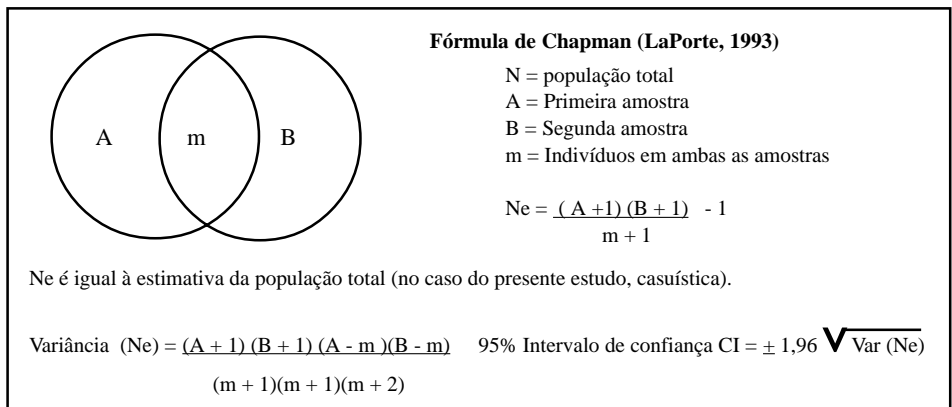 Fórmula de Chapman (LaPorte, 1993)
N = população total
A = Primeira amostra
B = Segunda amostra
m = Indivíduos em ambas as amostras
A m B
Ne = ( A +1) (B + 1) - 1
m + 1
Ne é igual à estimativa da população total (no caso do presente estudo, casuística).
Variância (Ne) = (A + 1) (B + 1) (A - m )(B - m) 95% Intervalo de confiança CI = ± 1,96 √ Var (Ne)
(m + 1)(m + 1)(m + 2)